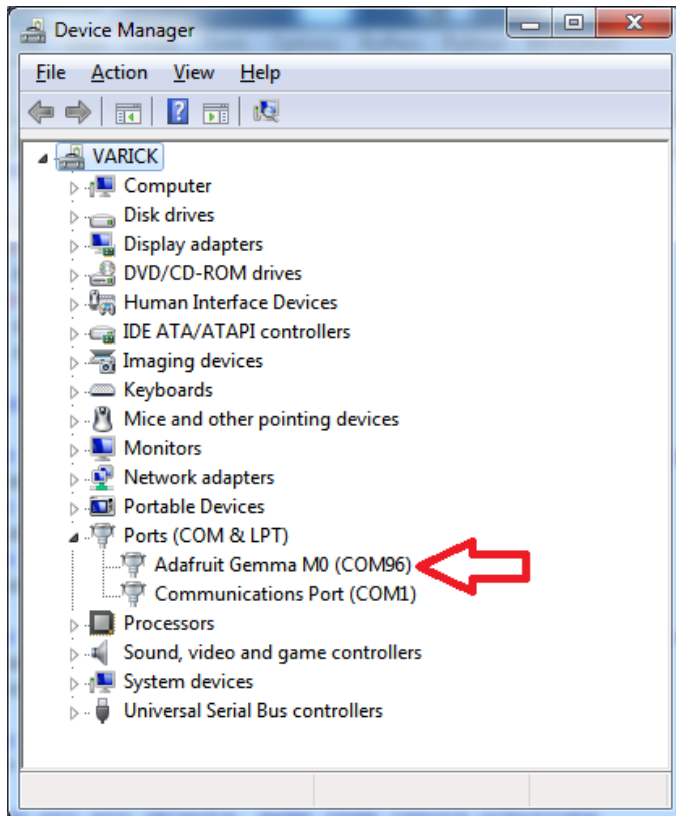 Device Manager
File Action View Help
VARICK
Computer
Disk drives
Display adapters
DVD/CD-ROM drives
Human Interface Devices
IDE ATA/ATAPI controllers
Imaging devices
Keyboards
Mice and other pointing devices
Monitors
Network adapters
Portable Devices
Ports (COM & LPT)
Adafruit Gemma M0 (COM96)
Communications Port (COM1)
Processors
Sound, video and game controllers
System devices
Universal Serial Bus controllers